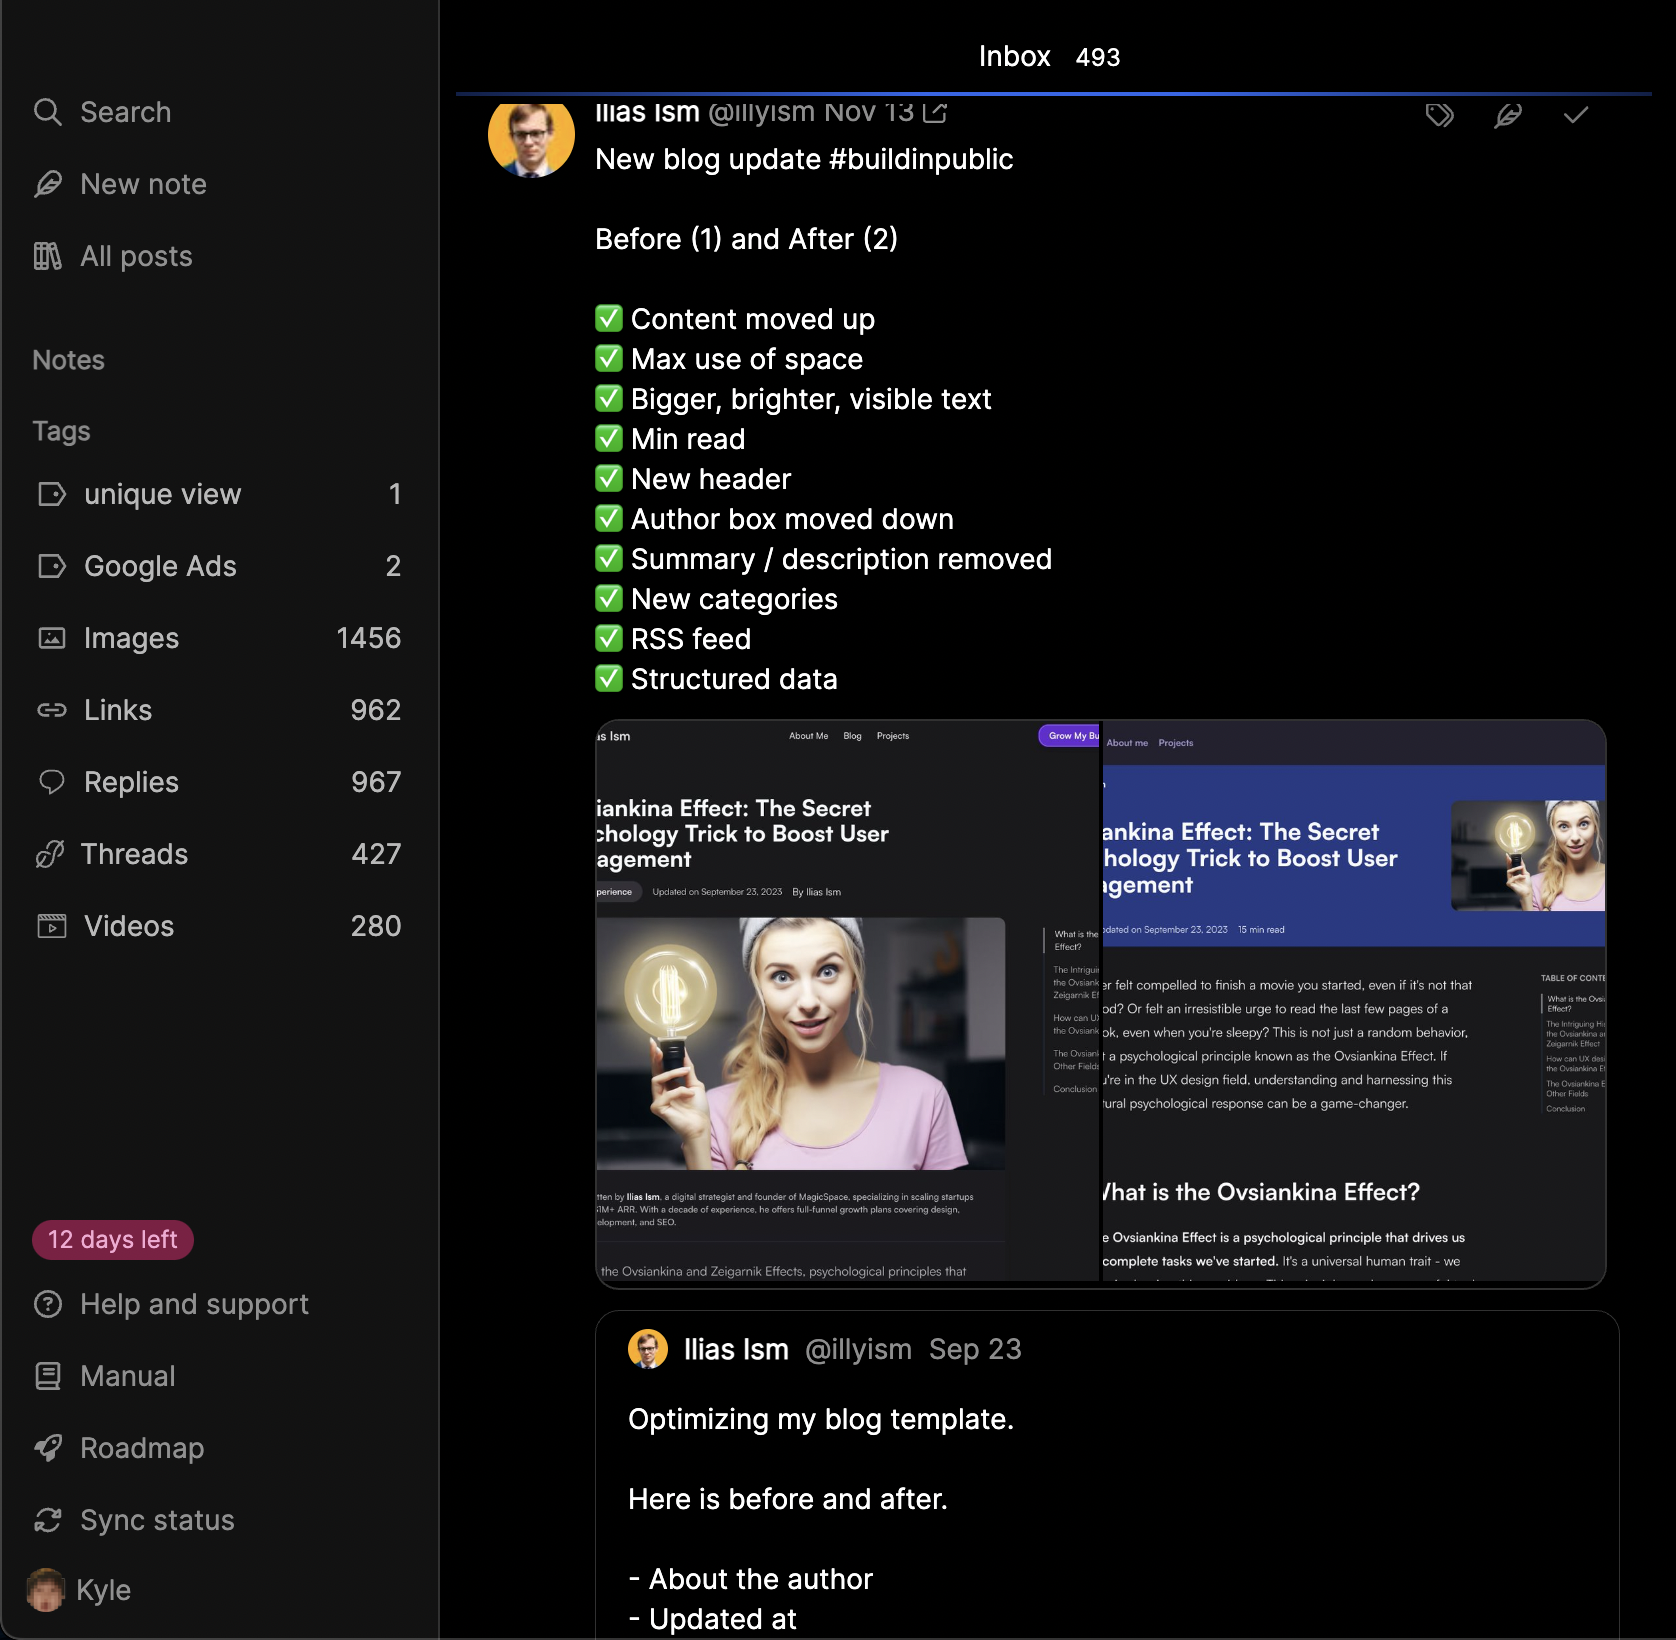 Search
New note
All posts
Notes
Tags
unique view 1
Google Ads 2
Images 1456
Links 962
Replies 967
Threads 427
Videos 280
12 days left
Help and support
Manual
Roadmap
Sync status
Kyle
Inbox 493
Ilias Ism @illyism Nov 13
New blog update #buildinpublic
Before (1) and After (2)
✅ Content moved up
✅ Max use of space
✅ Bigger, brighter, visible text
✅ Min read
✅ New header
✅ Author box moved down
✅ Summary / description removed
✅ New categories
✅ RSS feed
✅ Structured data
as Ism About Me Blog Projects Grow My Bu
iankina Effect: The Secret
chology Trick to Boost User
agement
perience Updated on September 23, 2023 By Ilias Ism
What is the
Effect?
The Intrigui
the Ovsiank
Zeigarnik Ef
How can UX
the Ovsiank
The Ovsiank
Other Fields
Conclusion
tten by Ilias Ism, a digital strategist and founder of MagicSpace, specializing in scaling startups
$1M+ ARR. With a decade of experience, he offers full-funnel growth plans covering design,
elopment, and SEO.
the Ovsiankina and Zeigarnik Effects, psychological principles that
About me Projects
ankina Effect: The Secret
hology Trick to Boost User
agement
dated on September 23, 2023 15 min read
er felt compelled to finish a movie you started, even if it's not that
od? Or felt an irresistible urge to read the last few pages of a
ok, even when you're sleepy? This is not just a random behavior,
t a psychological principle known as the Ovsiankina Effect. If
u're in the UX design field, understanding and harnessing this
tural psychological response can be a game-changer.
TABLE OF CONTE
What is the Ovsi
Effect?
The Intriguing Hi
the Ovsiankina a
Zeigarnik Effect
How can UX desi
the Ovsiankina Ef
The Ovsiankina E
Other Fields
Conclusion
What is the Ovsiankina Effect?
e Ovsiankina Effect is a psychological principle that drives us
complete tasks we've started. It's a universal human trait - we
Ilias Ism @illyism Sep 23
Optimizing my blog template.
Here is before and after.
- About the author
- Updated at